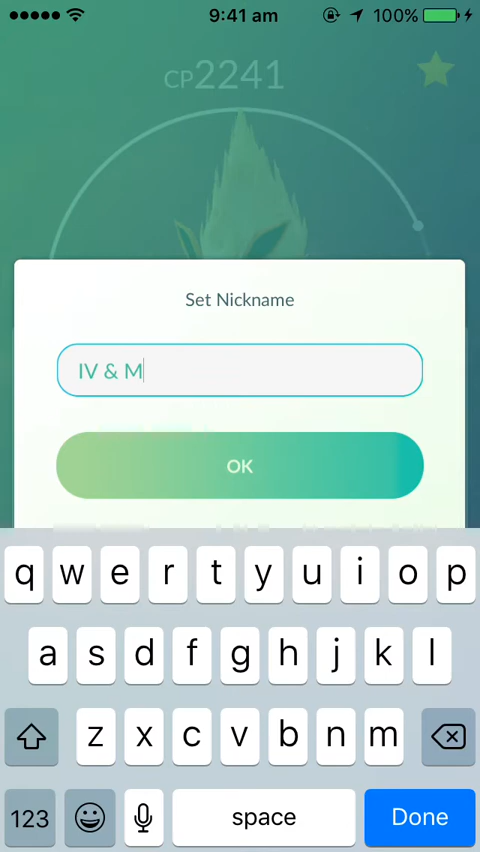 9:41 am 100%
CP2241
Set Nickname
IV & M
OK
q w e r t y u i o p
a s d f g h j k l
z x c v b n m
123 space Done